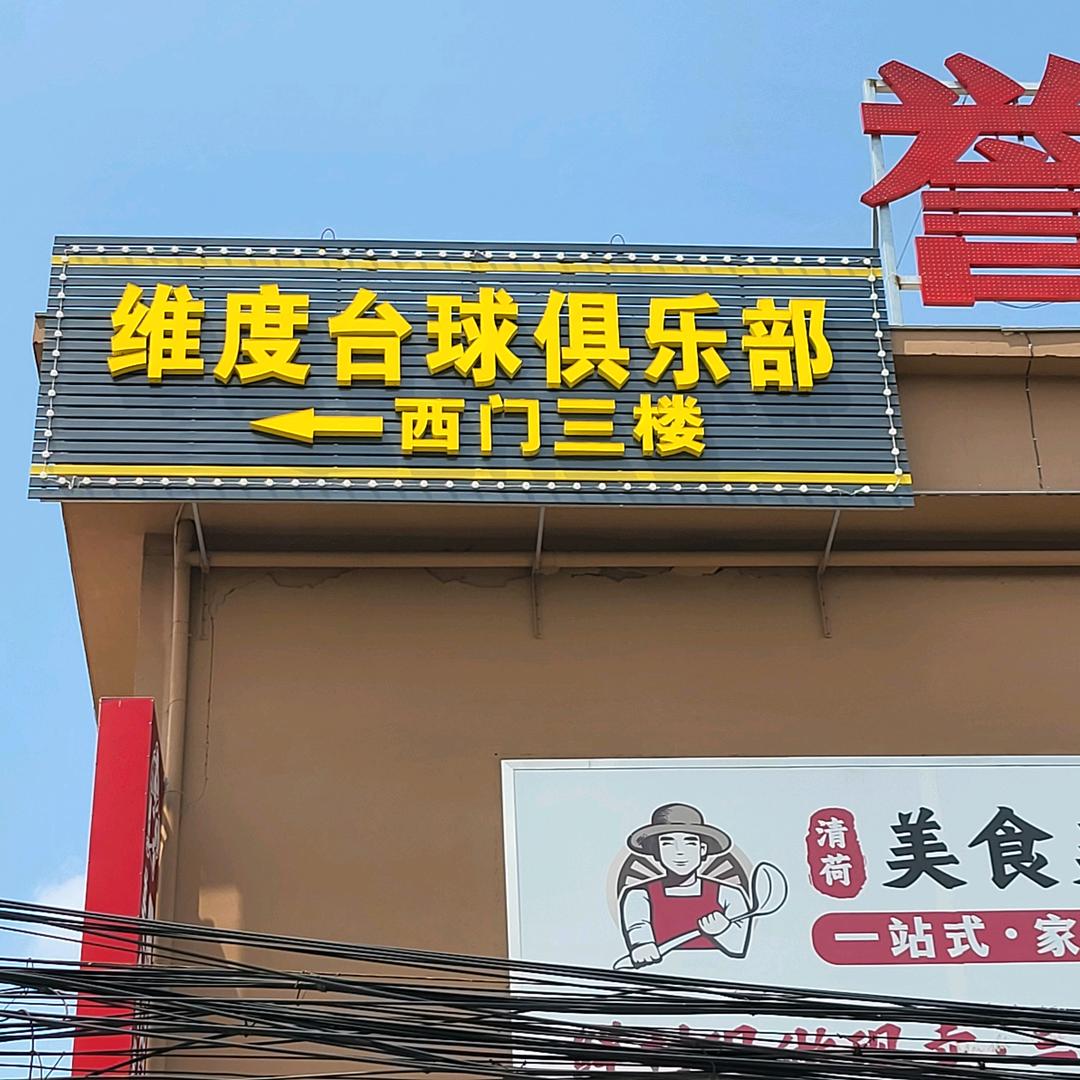 誉
维度台球俱乐部
←西门三楼
清荷
美食
一站式·家